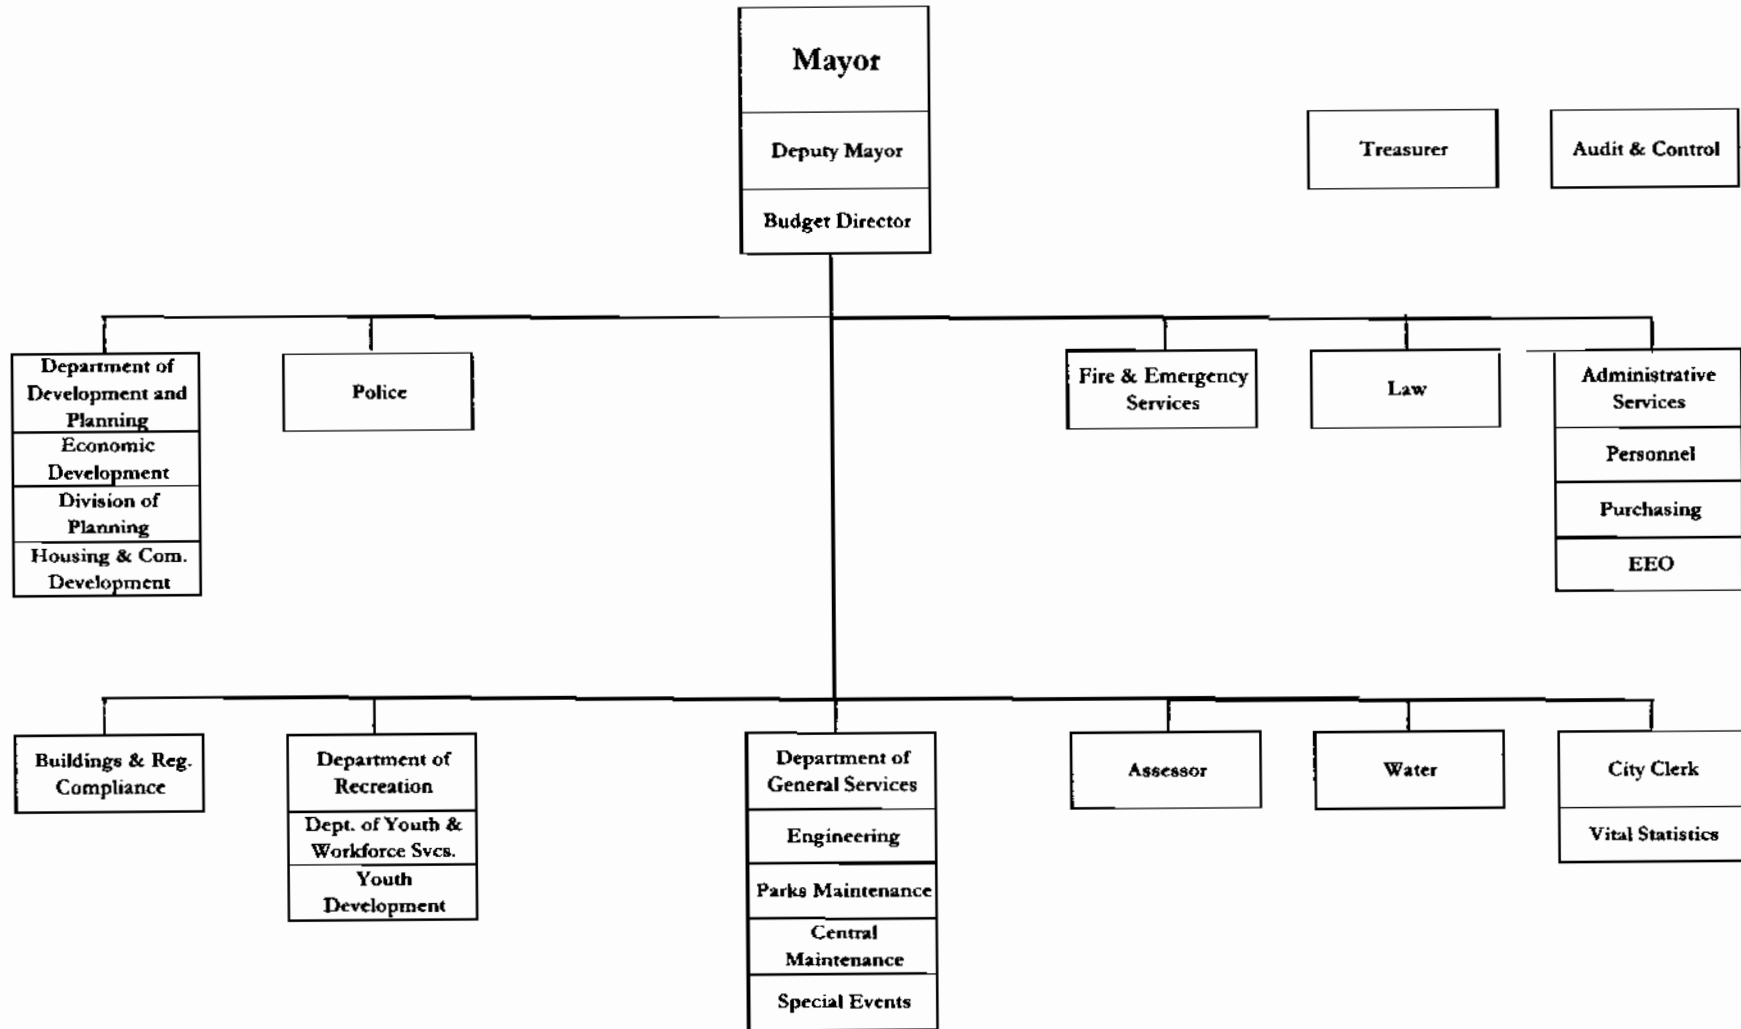 Mayor
Deputy Mayor
Budget Director
Treasurer
Audit & Control
Department of
Development and
Planning
Economic
Development
Division of
Planning
Housing & Com.
Development
Police
Fire & Emergency
Services
Law
Administrative
Services
Personnel
Purchasing
EEO
Buildings & Reg.
Compliance
Department of
Recreation
Dept. of Youth &
Workforce Svcs.
Youth
Development
Department of
General Services
Engineering
Parks Maintenance
Central
Maintenance
Special Events
Assessor
Water
City Clerk
Vital Statistics